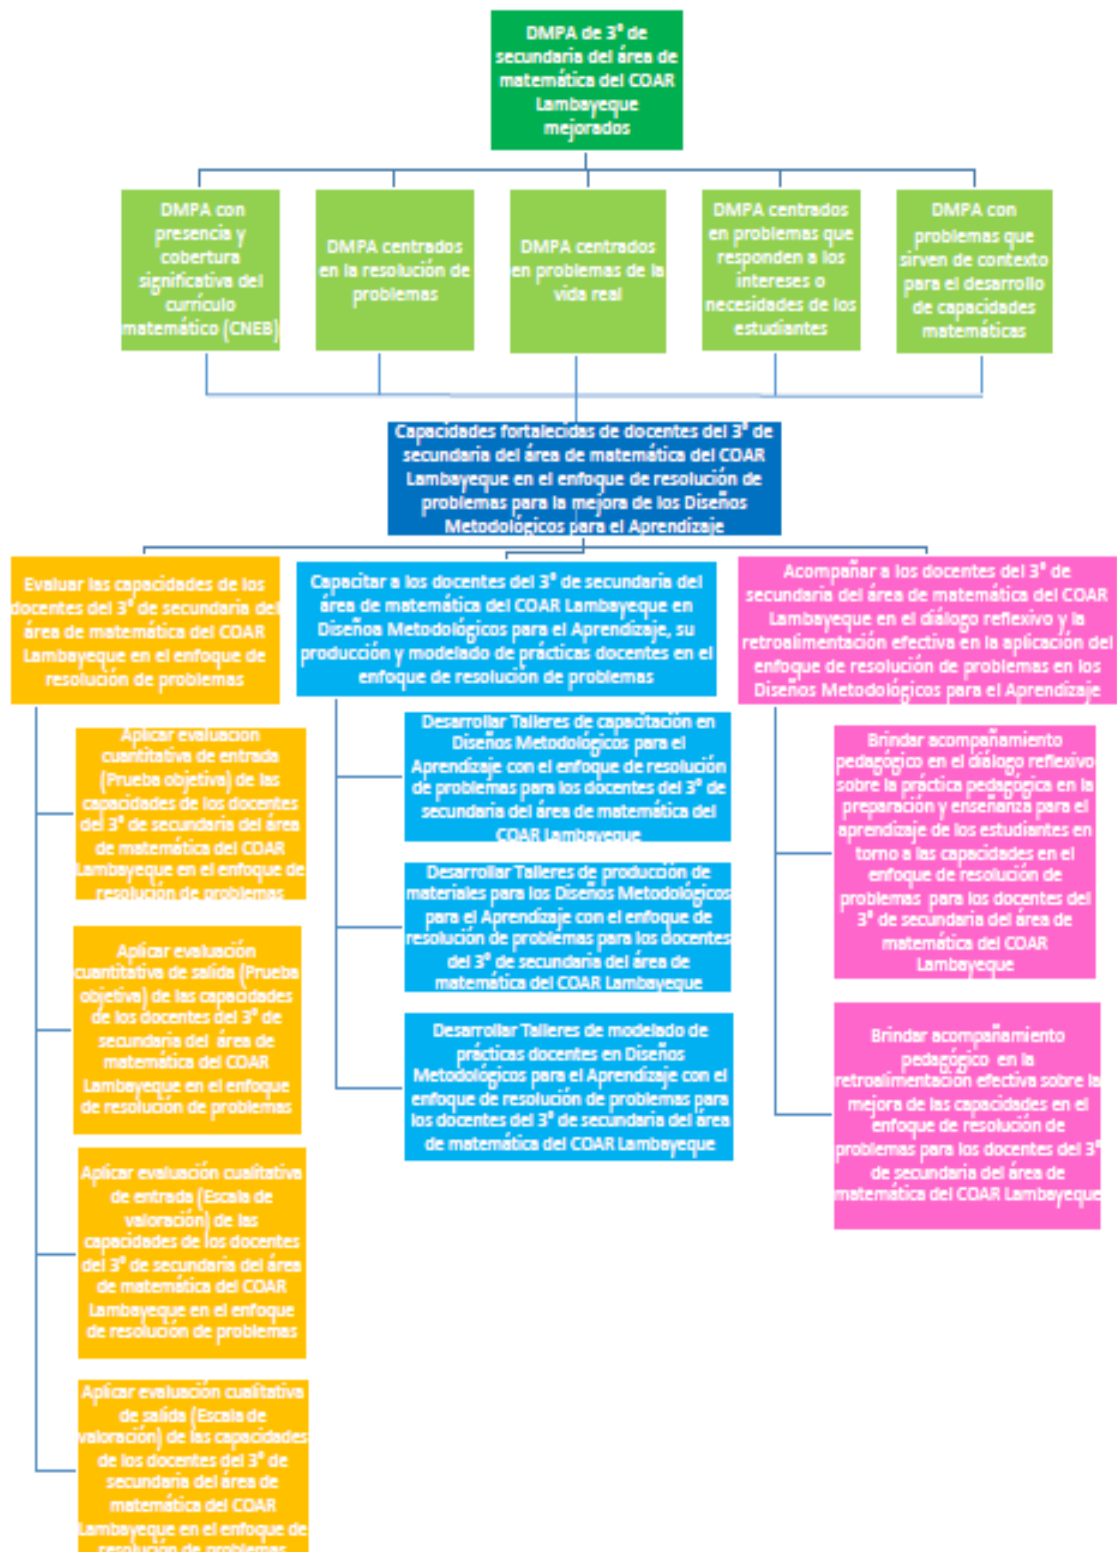 DMPA de 3º de
secundaria del área de
matemática del COAR
Lambayeque
mejorados
DMPA con
presencia y
cobertura
significativa del
currículo
matemático (CNEB)
DMPA centrados
en la resolución de
problemas
DMPA centrados
en problemas de la
vida real
DMPA centrados
en problemas que
responden a los
intereses o
necesidades de los
estudiantes
DMPA con
problemas que
sirven de contexto
para el desarrollo
de capacidades
matemáticas
Capacidades fortalecidas de docentes del 3º de
secundaria del área de matemática del COAR
Lambayeque en el enfoque de resolución de
problemas para la mejora de los Diseños
Metodológicos para el Aprendizaje
Evaluar las capacidades de los
docentes del 3º de secundaria del
área de matemática del COAR
Lambayeque en el enfoque de
resolución de problemas
Aplicar evaluación
cuantitativa de entrada
(Prueba objetiva) de las
capacidades de los docentes
del 3º de secundaria del área
de matemática del COAR
Lambayeque en el enfoque de
resolución de problemas
Aplicar evaluación
cuantitativa de salida (Prueba
objetiva) de las capacidades
de los docentes del 3º de
secundaria del área de
matemática del COAR
Lambayeque en el enfoque
de resolución de problemas
Aplicar evaluación cualitativa
de entrada (Escala de
valoración) de las
capacidades de los docentes
del 3º de secundaria del área
de matemática del COAR
Lambayeque en el enfoque
de resolución de problemas
Aplicar evaluación cualitativa
de salida (Escala de
valoración) de las capacidades
de los docentes del 3º de
secundaria del área de
matemática del COAR
Lambayeque en el enfoque de
resolución de problemas
Capacitar a los docentes del 3º de secundaria del
área de matemática del COAR Lambayeque en
Diseñoa Metodológicos para el Aprendizaje, su
producción y modelado de prácticas docentes en el
enfoque de resolución de problemas
Desarrollar Talleres de capacitación en
Diseños Metodológicos para el
Aprendizaje con el enfoque de resolución
de problemas para los docentes del 3º de
secundaria del área de matemática del
COAR Lambayeque
Desarrollar Talleres de producción de
materiales para los Diseños Metodológicos
para el Aprendizaje con el enfoque de
resolución de problemas para los docentes
del 3º de secundaria del área de
matemática del COAR Lambayeque
Desarrollar Talleres de modelado de
prácticas docentes en Diseños
Metodológicos para el Aprendizaje con el
enfoque de resolución de problemas para
los docentes del 3º de secundaria del área
de matemática del COAR Lambayeque
Acompañar a los docentes del 3º de
secundaria del área de matemática del COAR
Lambayeque en el diálogo reflexivo y la
retroalimentación efectiva en la aplicación del
enfoque de resolución de problemas en los
Diseños Metodológicos para el Aprendizaje
Brindar acompañamiento
pedagógico en el diálogo reflexivo
sobre la práctica pedagógica en la
preparación y enseñanza para el
aprendizaje de los estudiantes en
torno a las capacidades en el
enfoque de resolución de
problemas para los docentes del
3º de secundaria del área de
matemática del COAR
Lambayeque
Brindar acompañamiento
pedagógico en la
retroalimentación efectiva sobre la
mejora de las capacidades en el
enfoque de resolución de
problemas para los docentes del 3º
de secundaria del área de
matemática del COAR Lambayeque